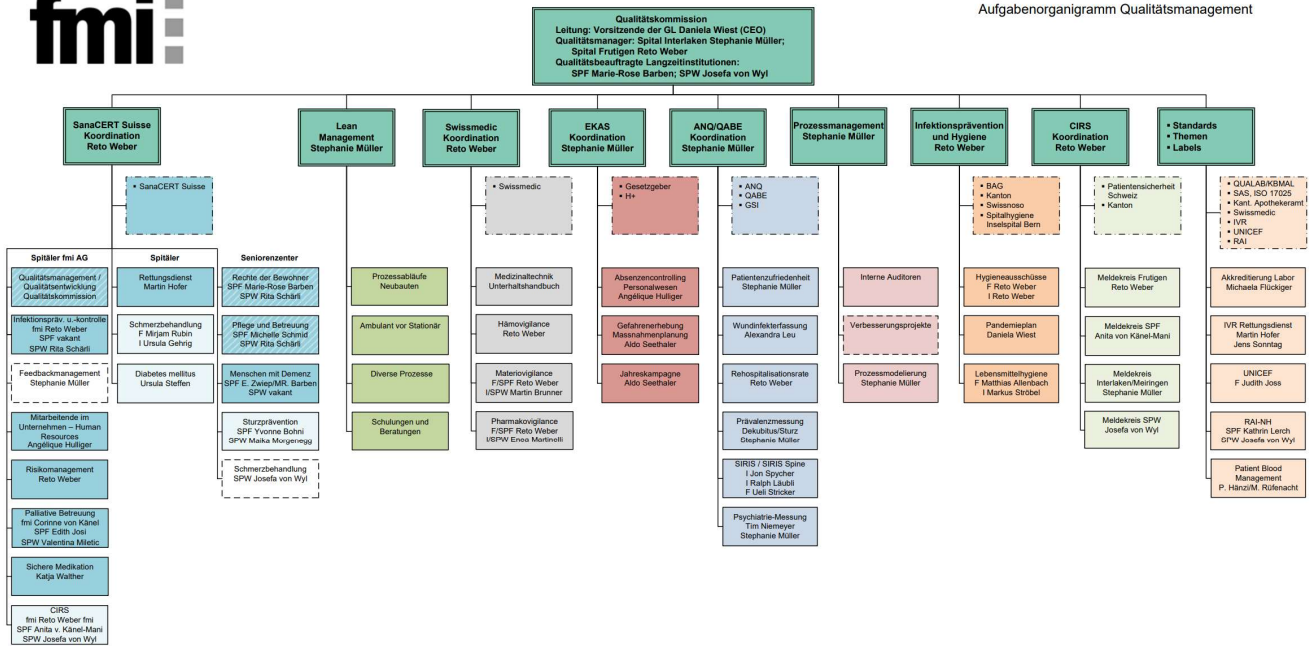 fmi
Aufgabenorganigramm Qualitätsmanagement
Qualitätskommission
Leitung: Vorsitzende der GL Daniela Wiest (CEO)
Qualitätsmanager: Spital Interlaken Stephanie Müller;
Spital Frutigen Reto Weber
Qualitätsbeauftragte Langzeitinstitutionen:
SPF Marie-Rose Barben; SPW Josefa von Wyl
SanaCERT Suisse
Koordination
Reto Weber
Lean
Management
Stephanie Müller
Swissmedic
Koordination
Reto Weber
EKAS
Koordination
Stephanie Müller
ANQ/QABE
Koordination
Stephanie Müller
Prozessmanagement
Stephanie Müller
Infektionsprävention
und Hygiene
Reto Weber
CIRS
Koordination
Reto Weber
▪ Standards
▪ Themen
▪ Labels
▪ SanaCERT Suisse
▪ Swissmedic
▪ Gesetzgeber
▪ H+
▪ ANQ
▪ QABE
▪ GSI
▪ BAG
▪ Kanton
▪ Swissnoso
▪ Spitalhygiene
Inselspital Bern
▪ Patientensicherheit
Schweiz
▪ Kanton
▪ QUALAB/KBMAL
▪ SAS, ISO 17025
▪ Kant. Apothekeramt
▪ Swissmedic
▪ IVR
▪ UNICEF
▪ RAI
Spitäler fmi AG
Qualitätsmanagement /
Qualitätsentwicklung
Qualitätskommission
Infektionspräv. u.-kontrolle
fmi Reto Weber
SPF vakant
SPW Rita Schärli
Feedbackmanagement
Stephanie Müller
Mitarbeitende im
Unternehmen – Human
Resources
Angélique Hulliger
Risikomanagement
Reto Weber
Palliative Betreuung
fmi Corinne von Känel
SPF Edith Josi
SPW Valentina Miletic
Sichere Medikation
Katja Walther
CIRS
fmi Reto Weber fmi
SPF Anita v. Känel-Mani
SPW Josefa von Wyl
Spitäler
Rettungsdienst
Martin Hofer
Schmerzbehandlung
F Mirjam Rubin
I Ursula Gehrig
Diabetes mellitus
Ursula Steffen
Seniorenzenter
Rechte der Bewohner
SPF Marie-Rose Barben
SPW Rita Schärli
Pflege und Betreuung
SPF Michelle Schmid
SPW Rita Schärli
Menschen mit Demenz
SPF E. Zwiep/MR. Barben
SPW vakant
Sturzprävention
SPF Yvonne Bohni
SPW Maika Morgenegg
Schmerzbehandlung
SPW Josefa von Wyl
Prozessabläufe
Neubauten
Ambulant vor Stationär
Diverse Prozesse
Schulungen und
Beratungen
Medizinaltechnik
Unterhaltshandbuch
Hämovigilance
Reto Weber
Materiovigilance
F/SPF Reto Weber
I/SPW Martin Brunner
Pharmakovigilance
F/SPF Reto Weber
I/SPW Enea Martinelli
Absenzencontrolling
Personalwesen
Angélique Hulliger
Gefahrenerhebung
Massnahmenplanung
Aldo Seethaler
Jahreskampagne
Aldo Seethaler
Patientenzufriedenheit
Stephanie Müller
Wundinfekterfassung
Alexandra Leu
Rehospitalisationsrate
Reto Weber
Prävalenzmessung
Dekubitus/Sturz
Stephanie Müller
SIRIS / SIRIS Spine
I Jon Spycher
I Ralph Läubli
F Ueli Stricker
Psychiatrie-Messung
Tim Niemeyer
Stephanie Müller
Interne Auditoren
Verbesserungsprojekte
Prozessmodelierung
Stephanie Müller
Hygieneausschüsse
F Reto Weber
I Reto Weber
Pandemieplan
Daniela Wiest
Lebensmittelhygiene
F Matthias Allenbach
I Markus Ströbel
Meldekreis Frutigen
Reto Weber
Meldekreis SPF
Anita von Känel-Mani
Meldekreis
Interlaken/Meiringen
Stephanie Müller
Meldekreis SPW
Josefa von Wyl
Akkreditierung Labor
Michaela Flückiger
IVR Rettungsdienst
Martin Hofer
Jens Sonntag
UNICEF
F Judith Joss
RAI-NH
SPF Kathrin Lerch
SPW Josefa von Wyl
Patient Blood
Management
P. Hänzi/M. Rüfenacht